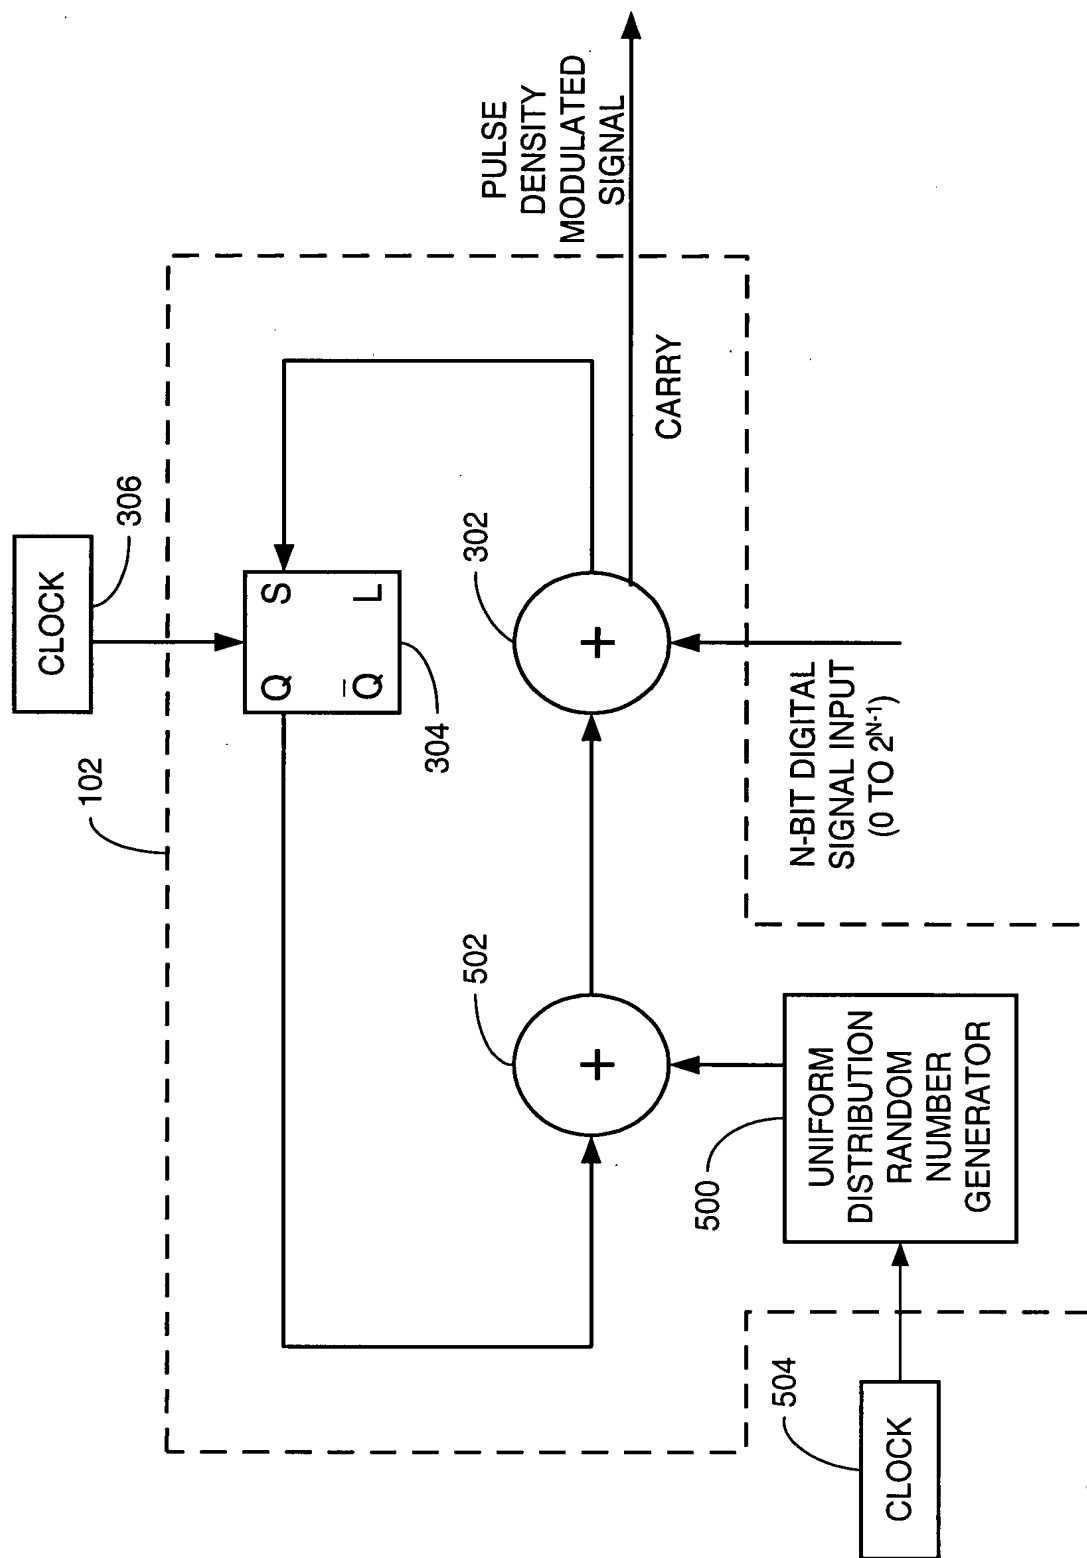 CLOCK
306
102
Q S
Q̅ L
304
302
CARRY
PULSE
DENSITY
MODULATED
SIGNAL
+
502
+
N-BIT DIGITAL
SIGNAL INPUT
(0 TO 2^{N-1})
500
UNIFORM
DISTRIBUTION
RANDOM
NUMBER
GENERATOR
504
CLOCK